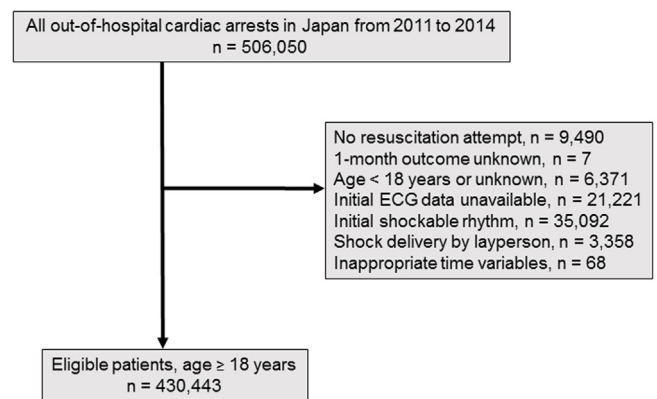 All out-of-hospital cardiac arrests in Japan from 2011 to 2014
n = 506,050
No resuscitation attempt, n = 9,490
1-month outcome unknown, n = 7
Age < 18 years or unknown, n = 6,371
Initial ECG data unavailable, n = 21,221
Initial shockable rhythm, n = 35,092
Shock delivery by layperson, n = 3,358
Inappropriate time variables, n = 68
Eligible patients, age ≥ 18 years
n = 430,443